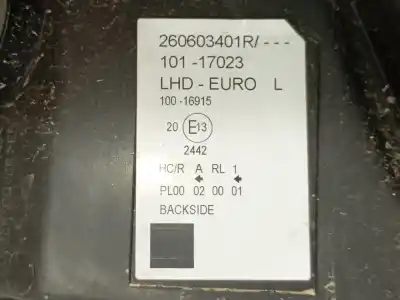 260603401R/---
101 -17023
LHD - EURO L
100 -16915
20 E13
2442
HC/R A RL 1
PL00 02 00 01
BACKSIDE